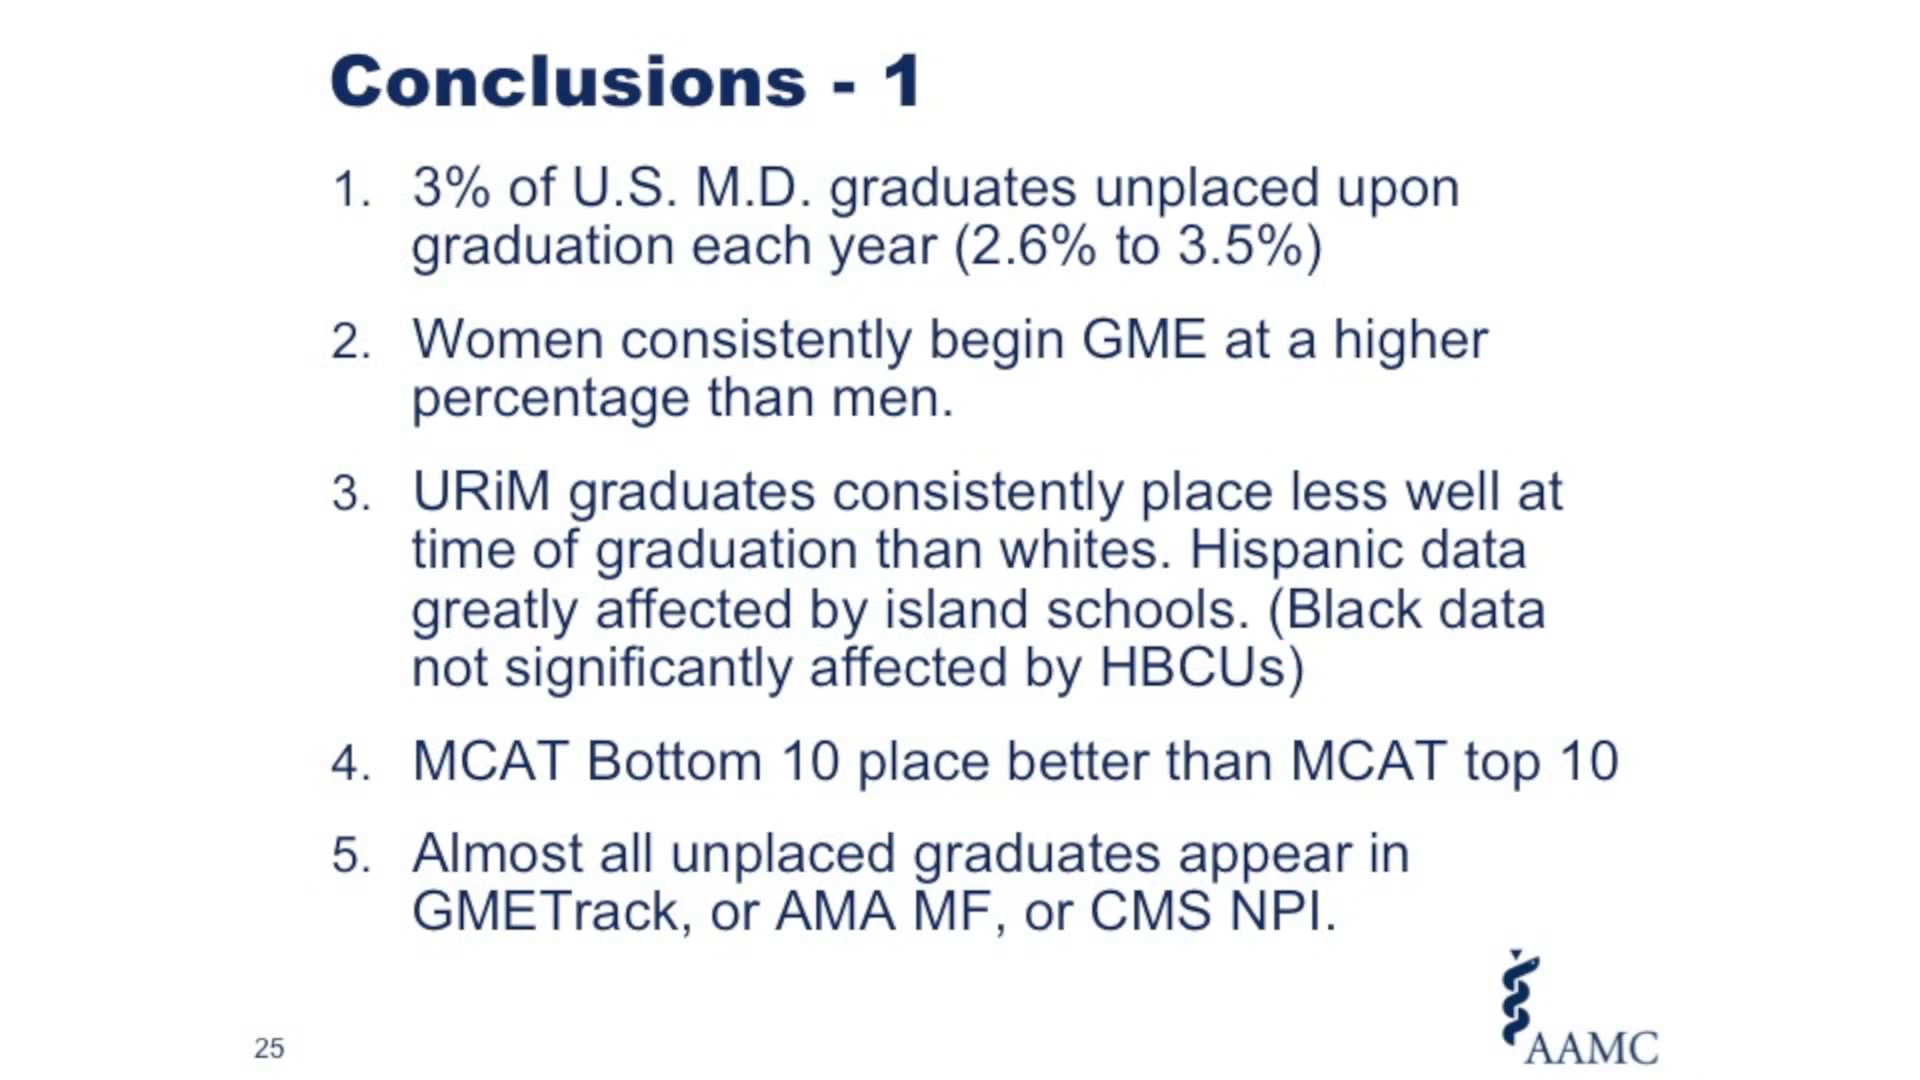 Conclusions - 1
1. 3% of U.S. M.D. graduates unplaced upon
graduation each year (2.6% to 3.5%)
2. Women consistently begin GME at a higher
percentage than men.
3. URiM graduates consistently place less well at
time of graduation than whites. Hispanic data
greatly affected by island schools. (Black data
not significantly affected by HBCUs)
4. MCAT Bottom 10 place better than MCAT top 10
5. Almost all unplaced graduates appear in
GMETrack, or AMA MF, or CMS NPI.
25
AAMC